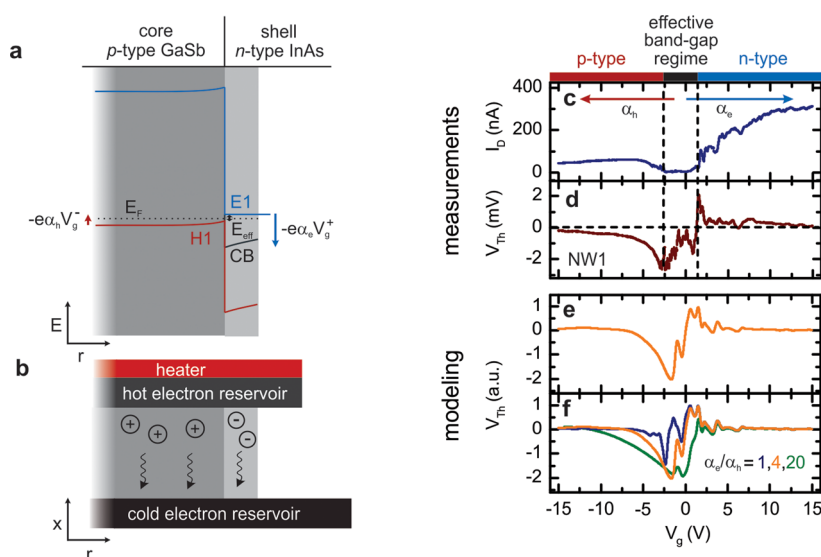 core
p-type GaSb
shell
n-type InAs
a
-eα_hV_g^-
E_F
E1
E_eff
-eα_eV_g^+
H1
CB
E
r
b
heater
hot electron reservoir
+ + + - -
cold electron reservoir
x
r
effective
band-gap
regime
p-type
n-type
measurements
c
α_h
α_e
I_D (nA)
400
200
0
d
V_Th (mV)
2
0
-2
NW1
modeling
e
1
0
-1
-2
V_Th (a.u.)
f
1
0
-1
-2
α_e/α_h = 1,4,20
-15 -10 -5 0 5 10 15
V_g (V)